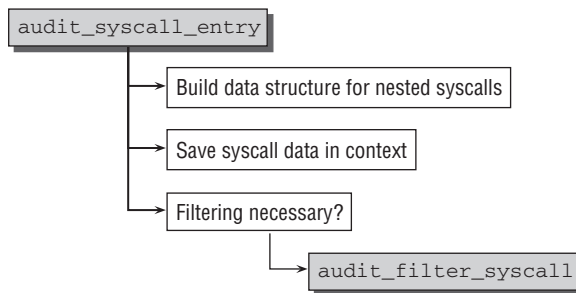 audit_syscall_entry
Build data structure for nested syscalls
Save syscall data in context
Filtering necessary?
audit_filter_syscall